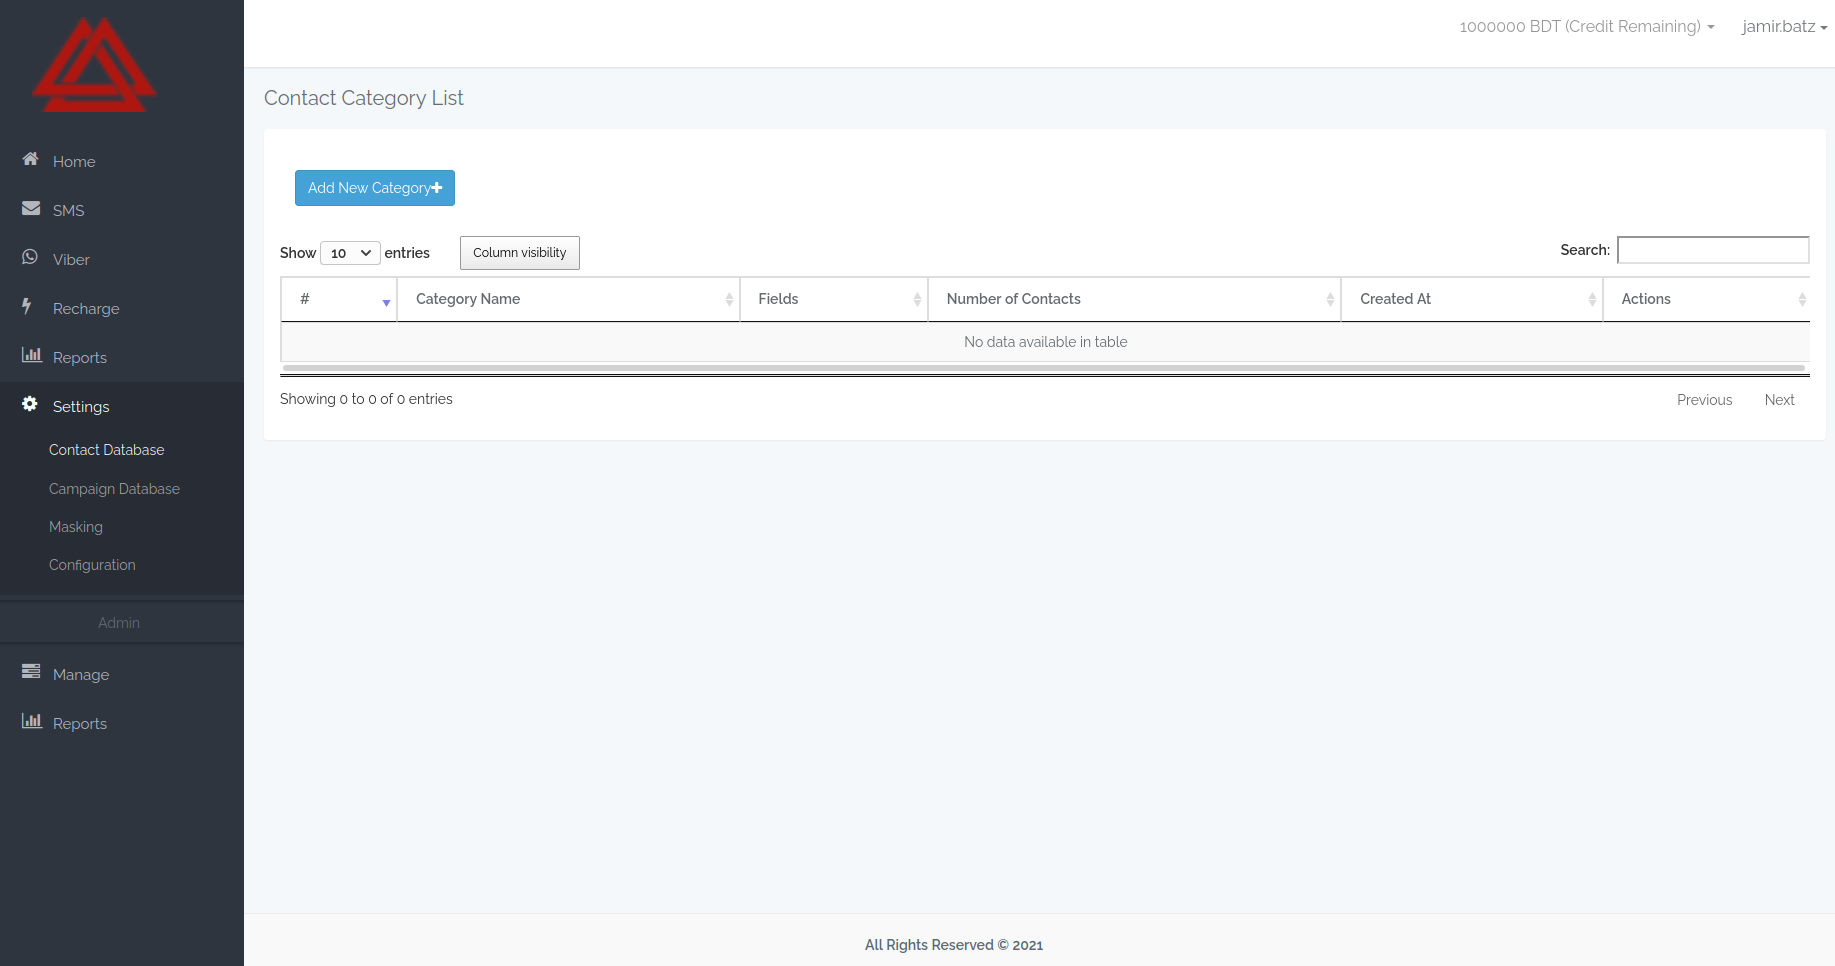 1000000 BDT (Credit Remaining)
jamir.batz
Home
SMS
Viber
Recharge
Reports
Settings
Contact Database
Campaign Database
Masking
Configuration
Admin
Manage
Reports
Contact Category List
Add New Category
Show 10 entries
Column visibility
Search:
# Category Name Fields Number of Contacts Created At Actions
No data available in table
Showing 0 to 0 of 0 entries
Previous Next
All Rights Reserved © 2021